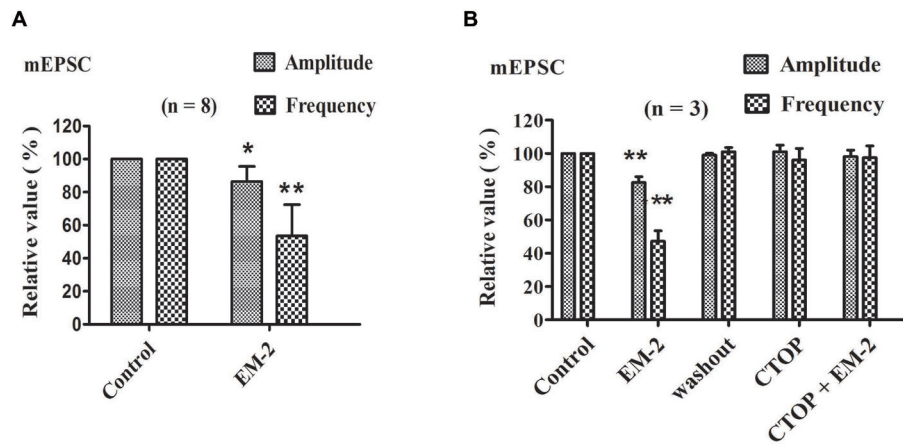 A
mEPSC
Amplitude
(n = 8)
Frequency
Relative value ( % )
120
100
80
60
40
20
0
*
**
Control
EM-2
B
mEPSC
Amplitude
(n = 3)
Frequency
Relative value ( % )
120
100
80
60
40
20
0
**
**
Control
EM-2
washout
CTOP
CTOP + EM-2